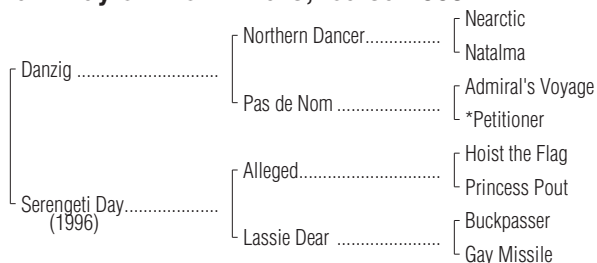 Northern Dancer..................
Nearctic
Natalma
Danzig .............................
Pas de Nom .......................
Admiral's Voyage
*Petitioner
Alleged..............................
Hoist the Flag
Princess Pout
Serengeti Day...................
(1996)
Lassie Dear .......................
Buckpasser
Gay Missile